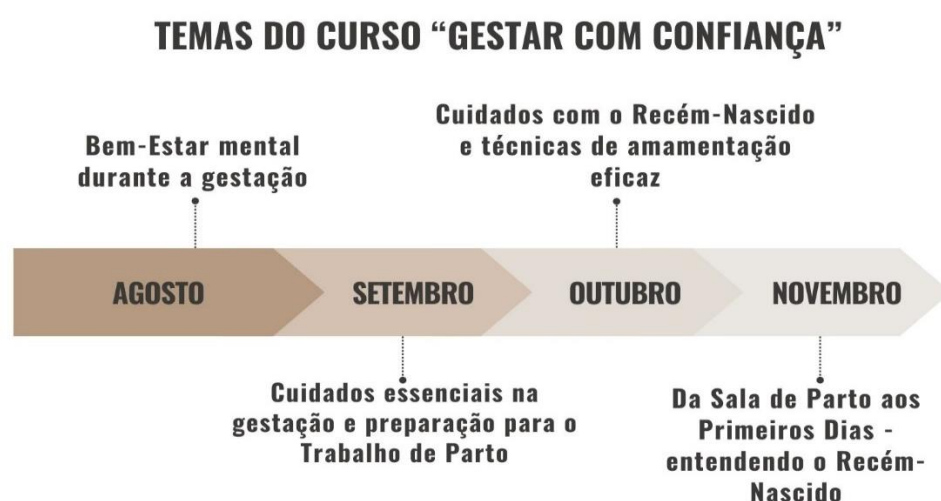 TEMAS DO CURSO “GESTAR COM CONFIANÇA”
Bem-Estar mental
durante a gestação
Cuidados com o Recém-Nascido
e técnicas de amamentação
eficaz
AGOSTO
SETEMBRO
OUTUBRO
NOVEMBRO
Cuidados essenciais na
gestação e preparação para o
Trabalho de Parto
Da Sala de Parto aos
Primeiros Dias -
entendendo o Recém-
Nascido